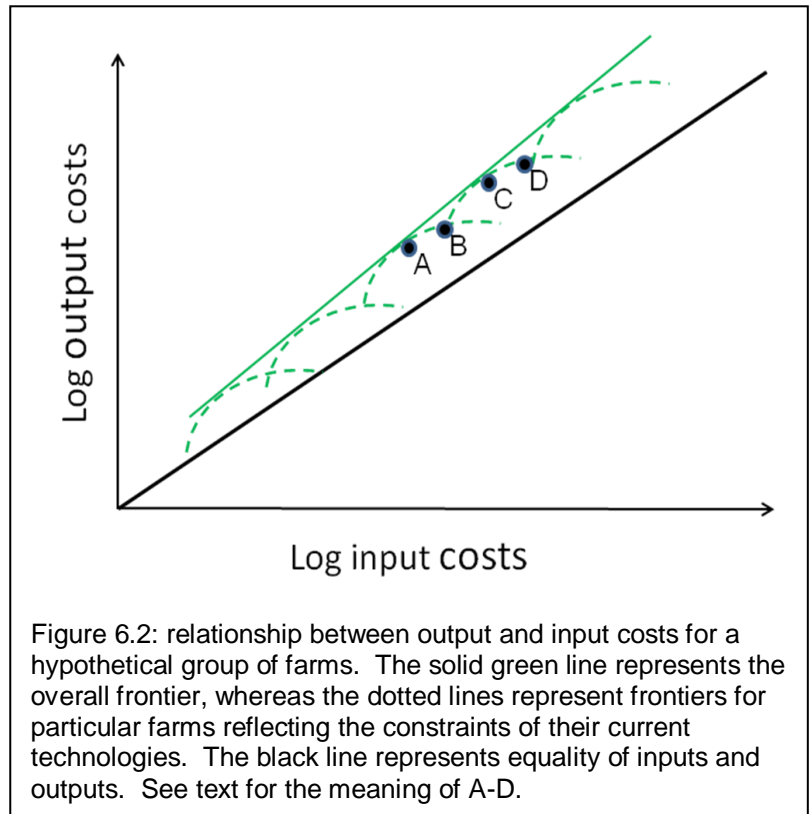 Log output costs
A
B
C
D
Log input costs
Figure 6.2: relationship between output and input costs for a
hypothetical group of farms. The solid green line represents the
overall frontier, whereas the dotted lines represent frontiers for
particular farms reflecting the constraints of their current
technologies. The black line represents equality of inputs and
outputs. See text for the meaning of A-D.